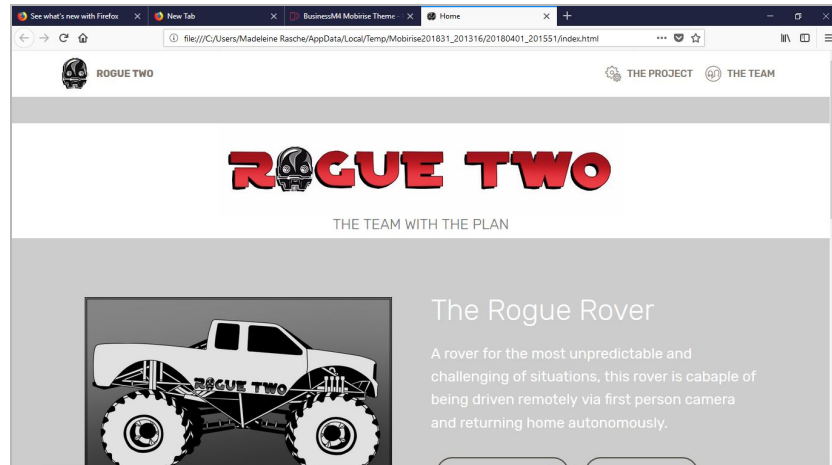 See what's new with Firefox
New Tab
BusinessM4 Mobirise Theme -
Home
file:///C:/Users/Madeleine Rasche/AppData/Local/Temp/Mobirise201831_201316/20180401_201551/index.html
ROGUE TWO
THE PROJECT
THE TEAM
ROGUE TWO
THE TEAM WITH THE PLAN
The Rogue Rover
A rover for the most unpredictable and
challenging of situations, this rover is cabaple of
being driven remotely via first person camera
and returning home autonomously.
ROGUE TWO